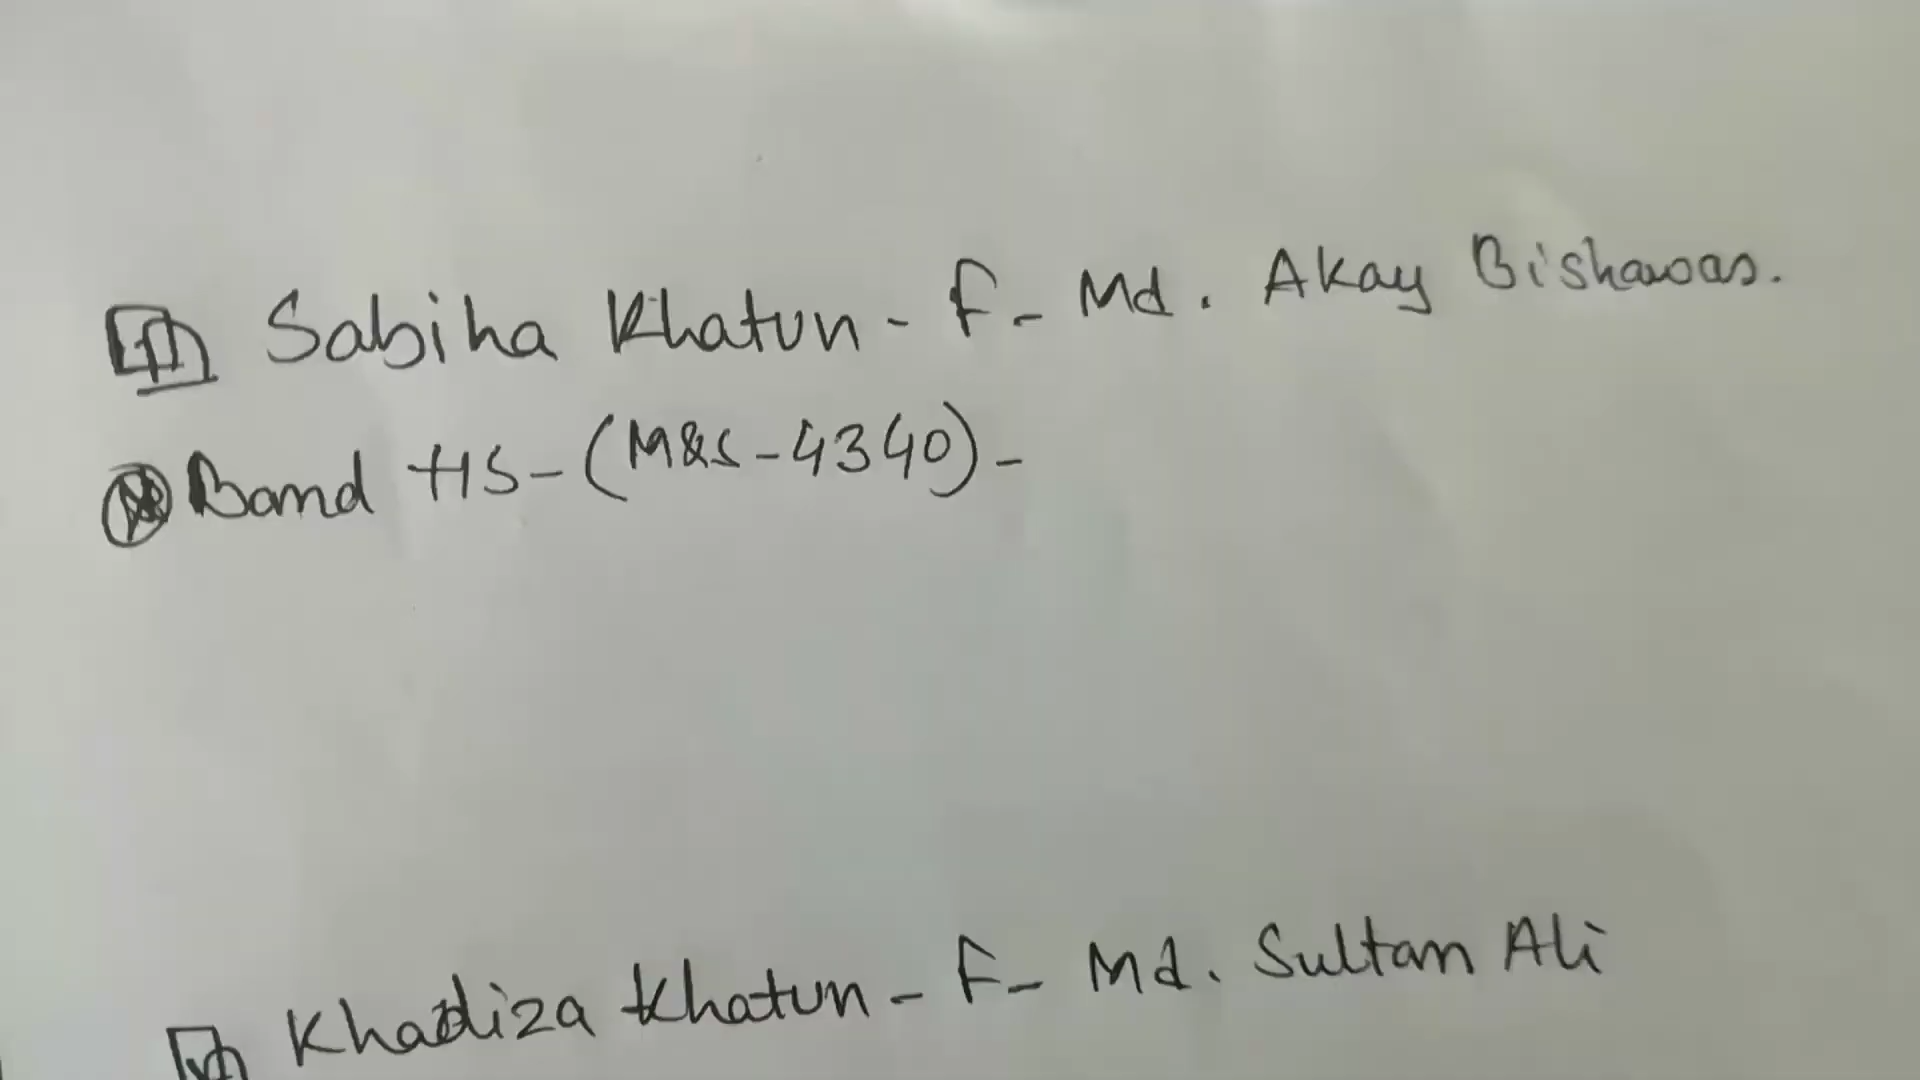 Sabiha Khatun - F - Md. Akay Bishawas.
Band HS - (M&S - 4340) -
Khadiza Khatun - F - Md. Sultan Ali